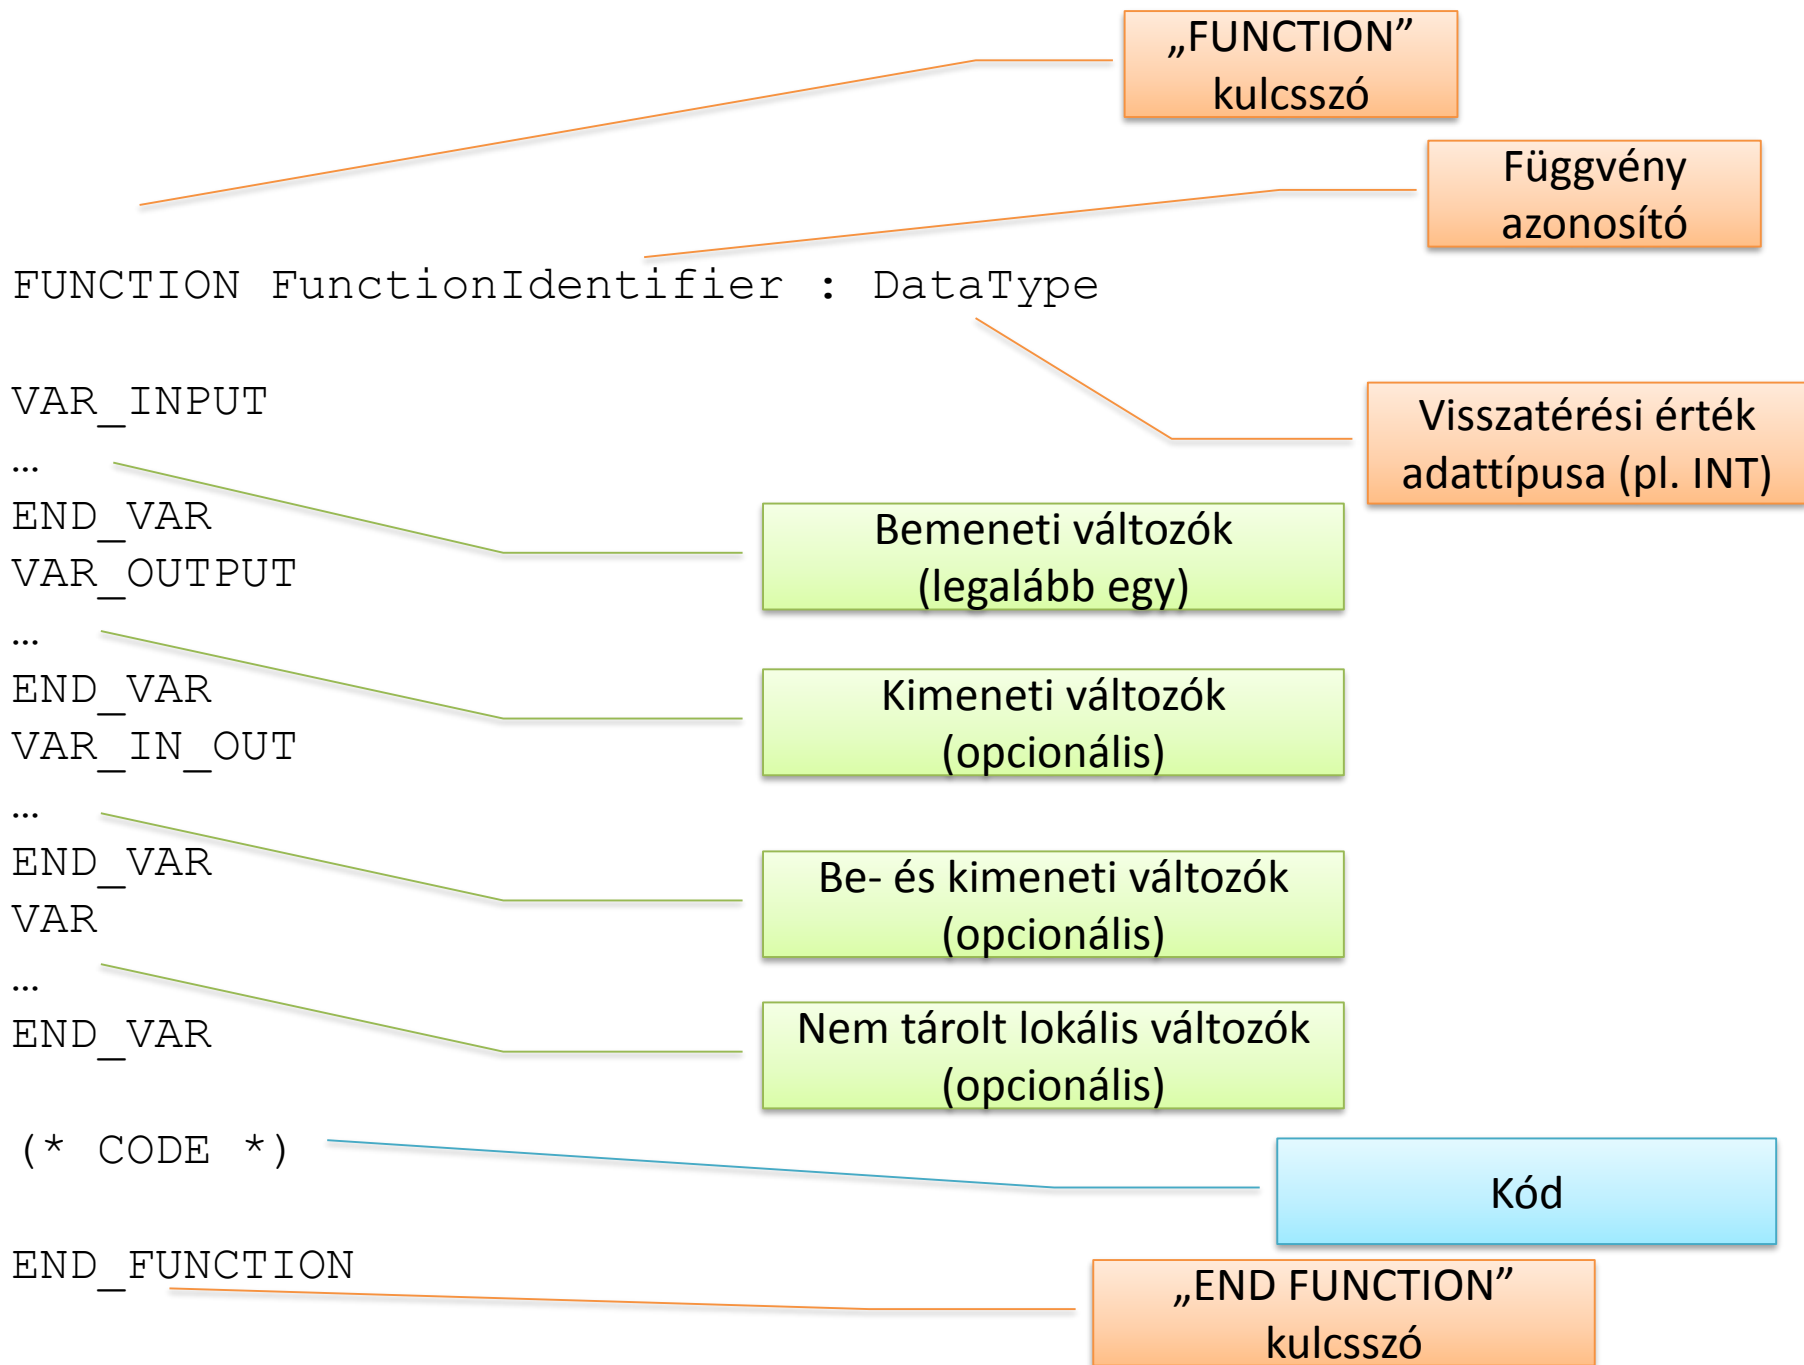 „FUNCTION”
kulcsszó
Függvény
azonosító
FUNCTION FunctionIdentifier : DataType
VAR_INPUT
Visszatérési érték
adattípusa (pl. INT)
…
END_VAR
Bemeneti változók
(legalább egy)
VAR_OUTPUT
…
END_VAR
Kimeneti változók
(opcionális)
VAR_IN_OUT
…
END_VAR
Be- és kimeneti változók
(opcionális)
VAR
…
END_VAR
Nem tárolt lokális változók
(opcionális)
(* CODE *)
Kód
END_FUNCTION
„END FUNCTION”
kulcsszó